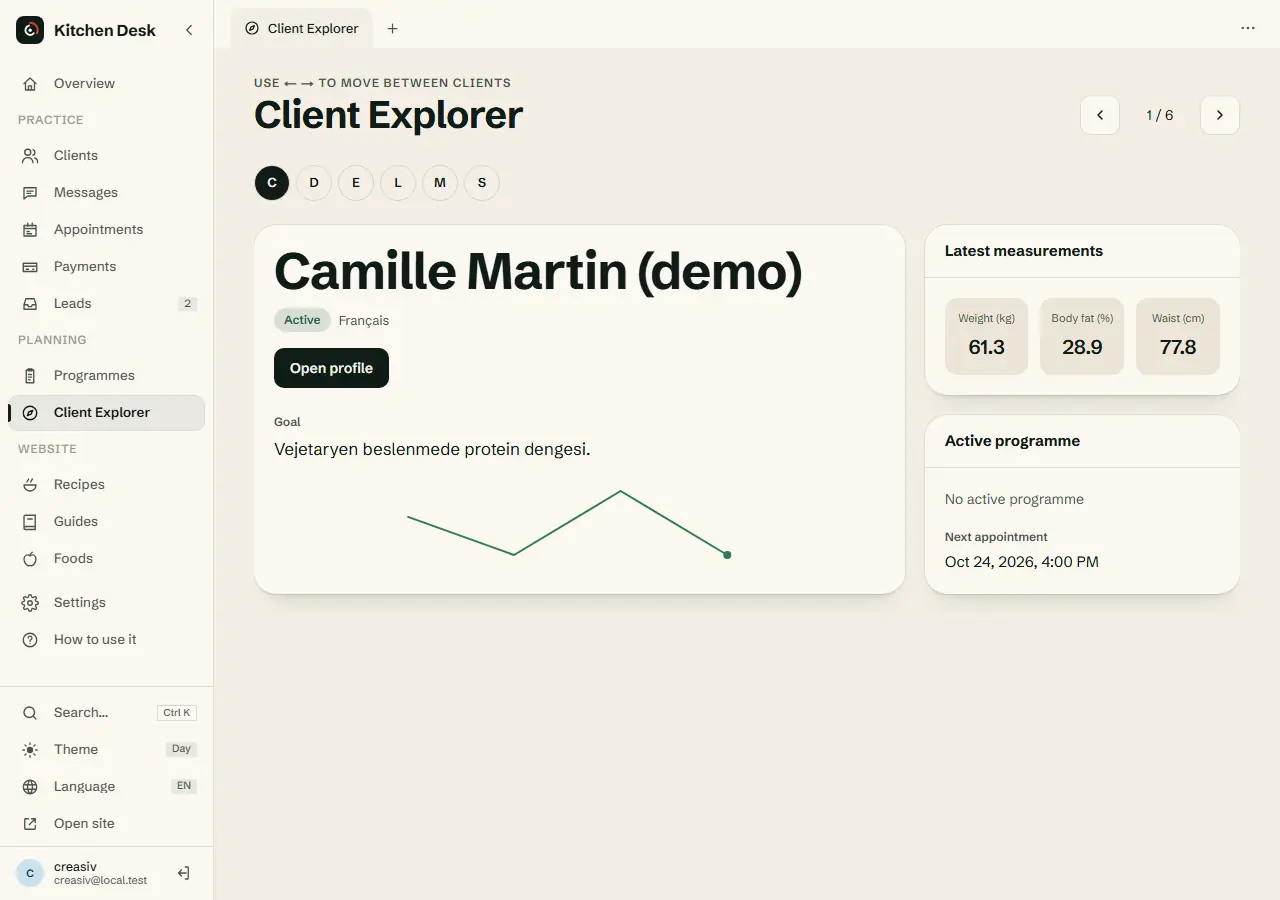 Kitchen Desk
Overview
PRACTICE
Clients
Messages
Appointments
Payments
Leads 2
PLANNING
Programmes
Client Explorer
WEBSITE
Recipes
Guides
Foods
Settings
How to use it
Search... Ctrl K
Theme Day
Language EN
Open site
C creasiv
creasiv@local.test
Client Explorer
USE ← → TO MOVE BETWEEN CLIENTS
Client Explorer
1 / 6
C D E L M S
Camille Martin (demo)
Active Français
Open profile
Goal
Vejetaryen beslenmede protein dengesi.
Latest measurements
Weight (kg) Body fat (%) Waist (cm)
61.3 28.9 77.8
Active programme
No active programme
Next appointment
Oct 24, 2026, 4:00 PM